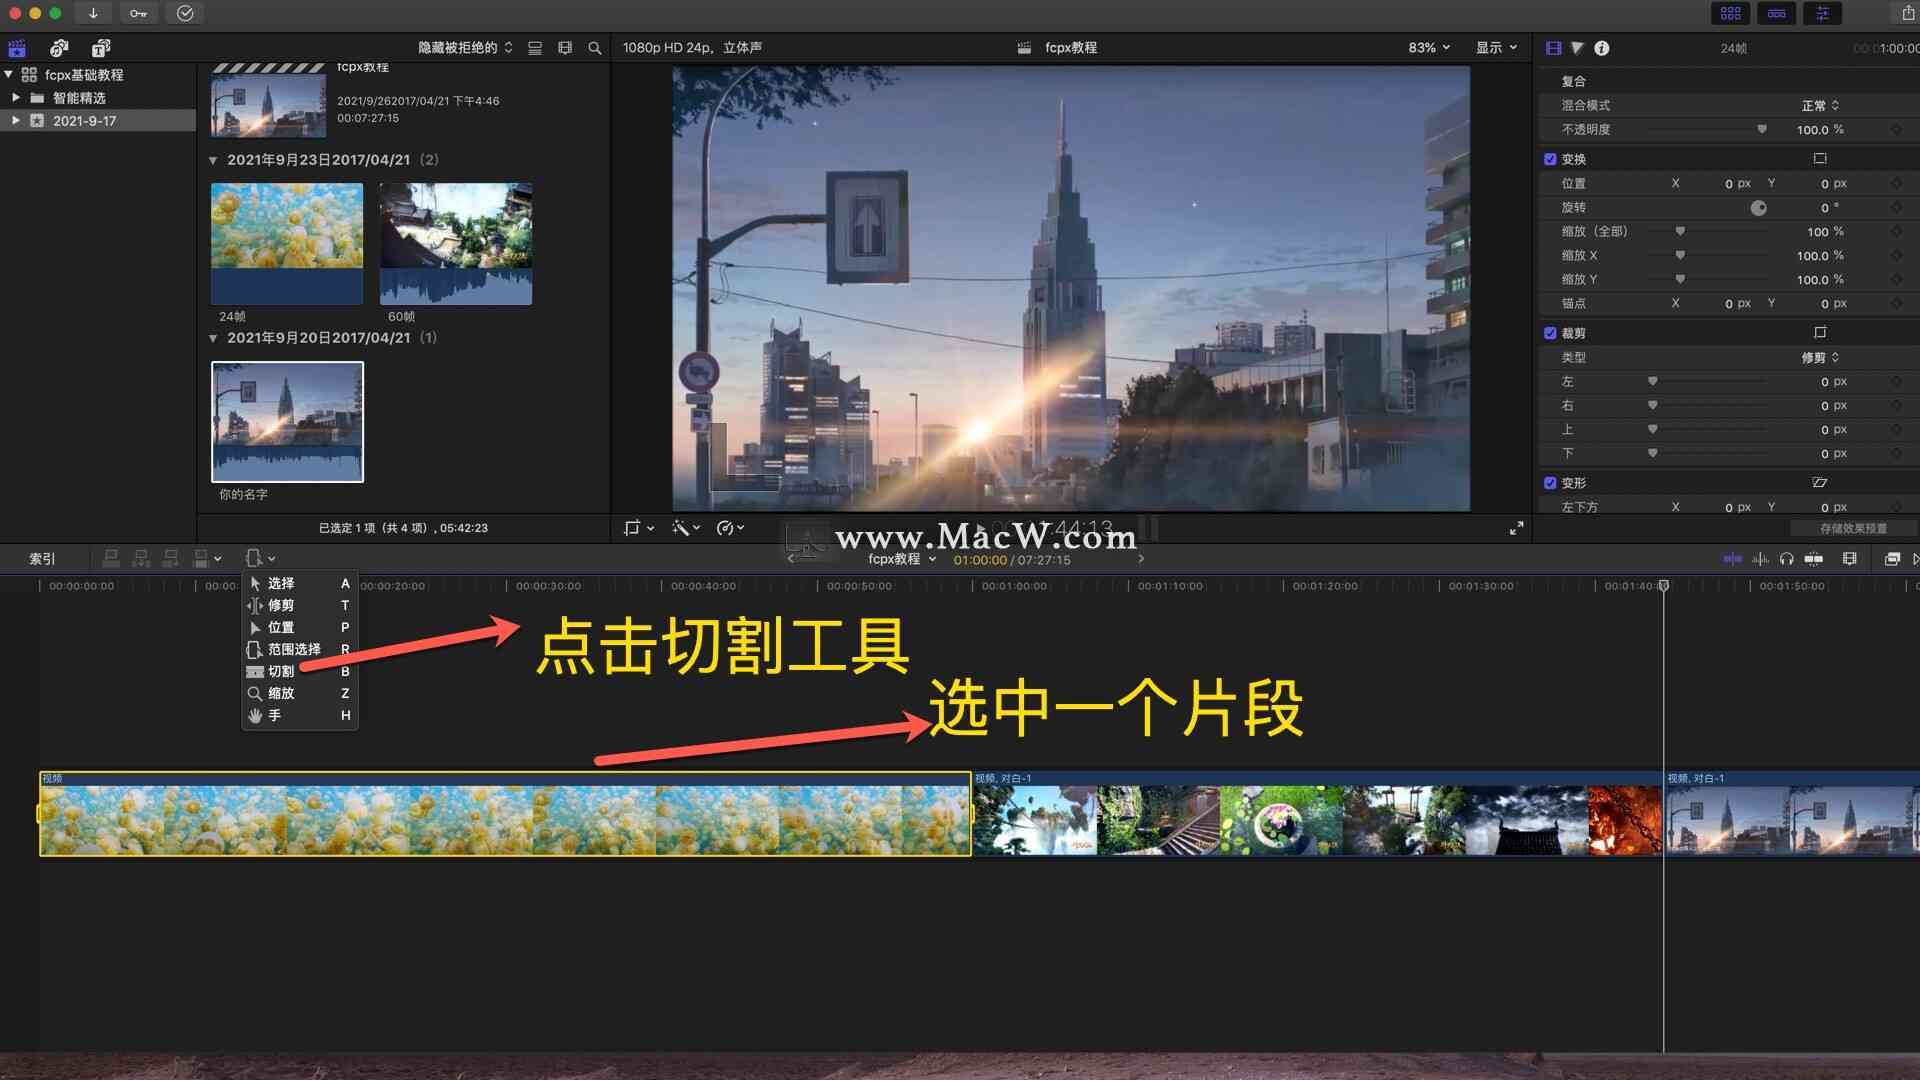 隐藏被拒绝的
1080p HD 24p, 立体声
fcpx教程
83%
显示
24帧
00:00:01:00:00
fcpx基础教程
智能精选
2021-9-17
fcpx教程
2021/9/262017/04/21 下午4:46
00:07:27:15
2021年9月23日2017/04/21 (2)
24帧
60帧
2021年9月20日2017/04/21 (1)
你的名字
已选定 1 项（共 4 项）, 05:42:23
复合
混合模式 正常
不透明度 100.0 %
变换
位置 X 0 px Y 0 px
旋转 0 °
缩放（全部） 100 %
缩放 X 100.0 %
缩放 Y 100.0 %
锚点 X 0 px Y 0 px
裁剪
类型 修剪
左 0 px
右 0 px
上 0 px
下 0 px
变形
左下方 X 0 px Y 0 px
存储效果预置
www.MacW.com
44:13
索引
fcpx教程 01:00:00 / 07:27:15
00:00:00:00 00:00:20:00 00:00:30:00 00:00:40:00 00:00:50:00 00:01:00:00 00:01:10:00 00:01:20:00 00:01:30:00 00:01:40:00 00:01:50:00
选择 A
修剪 T
位置 P
范围选择 R
切割 B
缩放 Z
手 H
点击切割工具
选中一个片段
视频
视频, 对白-1
视频, 对白-1